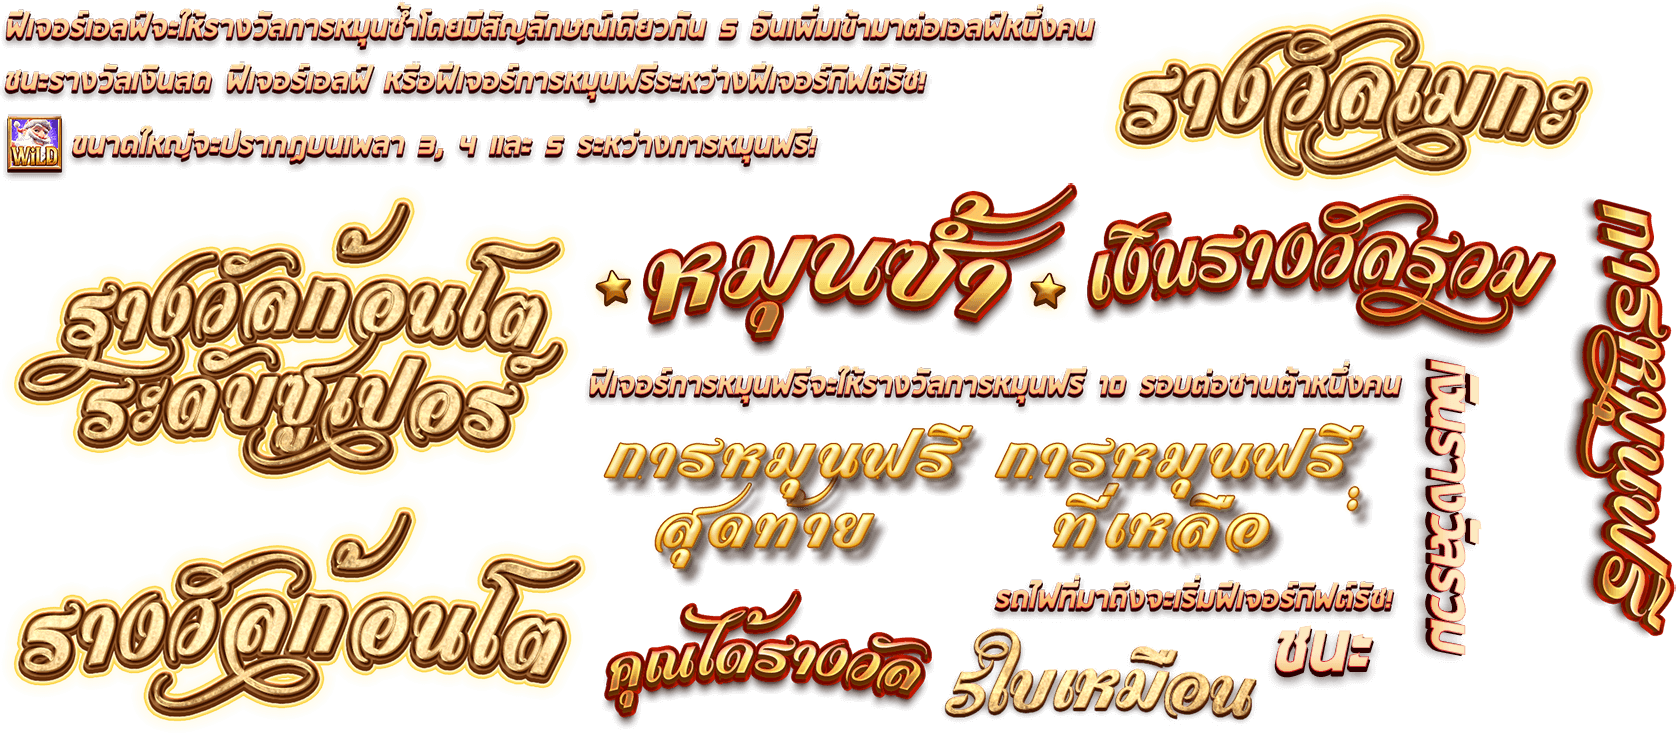 ฟีเจอร์เอลฟ์จะให้รางวัลการหมุนซ้ำโดยมีสัญลักษณ์เดียวกัน 5 อันเพิ่มเข้ามาต่อเอลฟ์หนึ่งคน
ชนะรางวัลเงินสด ฟีเจอร์เอลฟ์ หรือฟีเจอร์การหมุนฟรีระหว่างฟีเจอร์กิฟต์ริช!
WILD ขนาดใหญ่จะปรากฏบนเพลา 3, 4 และ 5 ระหว่างการหมุนฟรี!
รางวัลเมกะ
รางวัลก้อนโต
ระดับซูเปอร์
หมุนซ้ำ
เงินรางวัลรวม
การหมุนฟรี
ฟีเจอร์การหมุนฟรีจะให้รางวัลการหมุนฟรี 10 รอบต่อซานต้าหนึ่งคน
การหมุนฟรี
สุดท้าย
การหมุนฟรี
ที่เหลือ :
เงินรางวัลรวม
รางวัลก้อนโต
รถไฟที่มาถึงจะเริ่มฟีเจอร์กิฟต์ริช!
คุณได้รางวัล
5ใบเหมือน
ชนะ